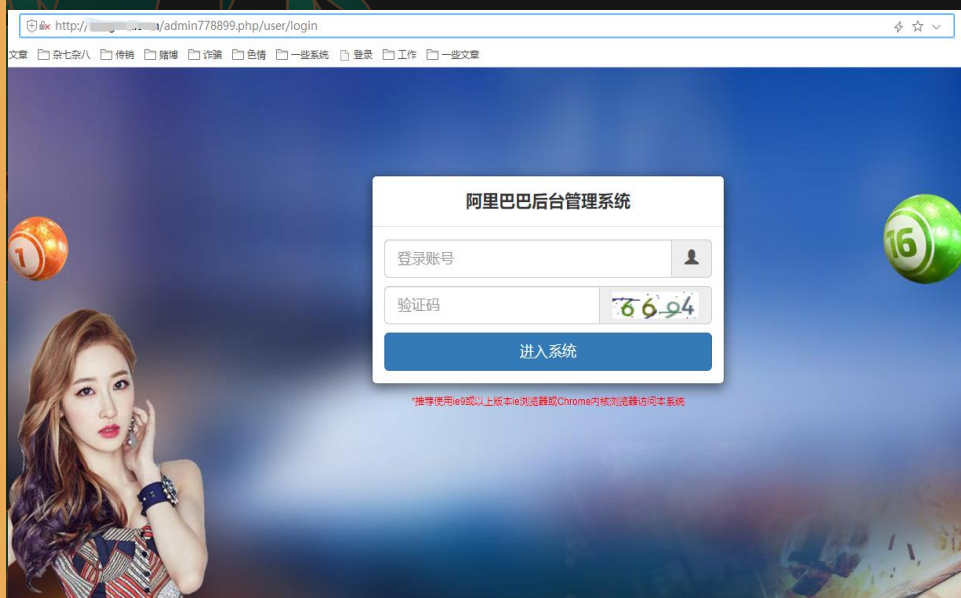 http:// /admin778899.php/user/login
文章 杂七杂八 传销 赌博 诈骗 色情 一些系统 登录 工作 一些文章
阿里巴巴后台管理系统
登录账号
验证码 6694
进入系统
*推荐使用ie9或以上版本ie浏览器或Chrome内核浏览器访问本系统
1
16